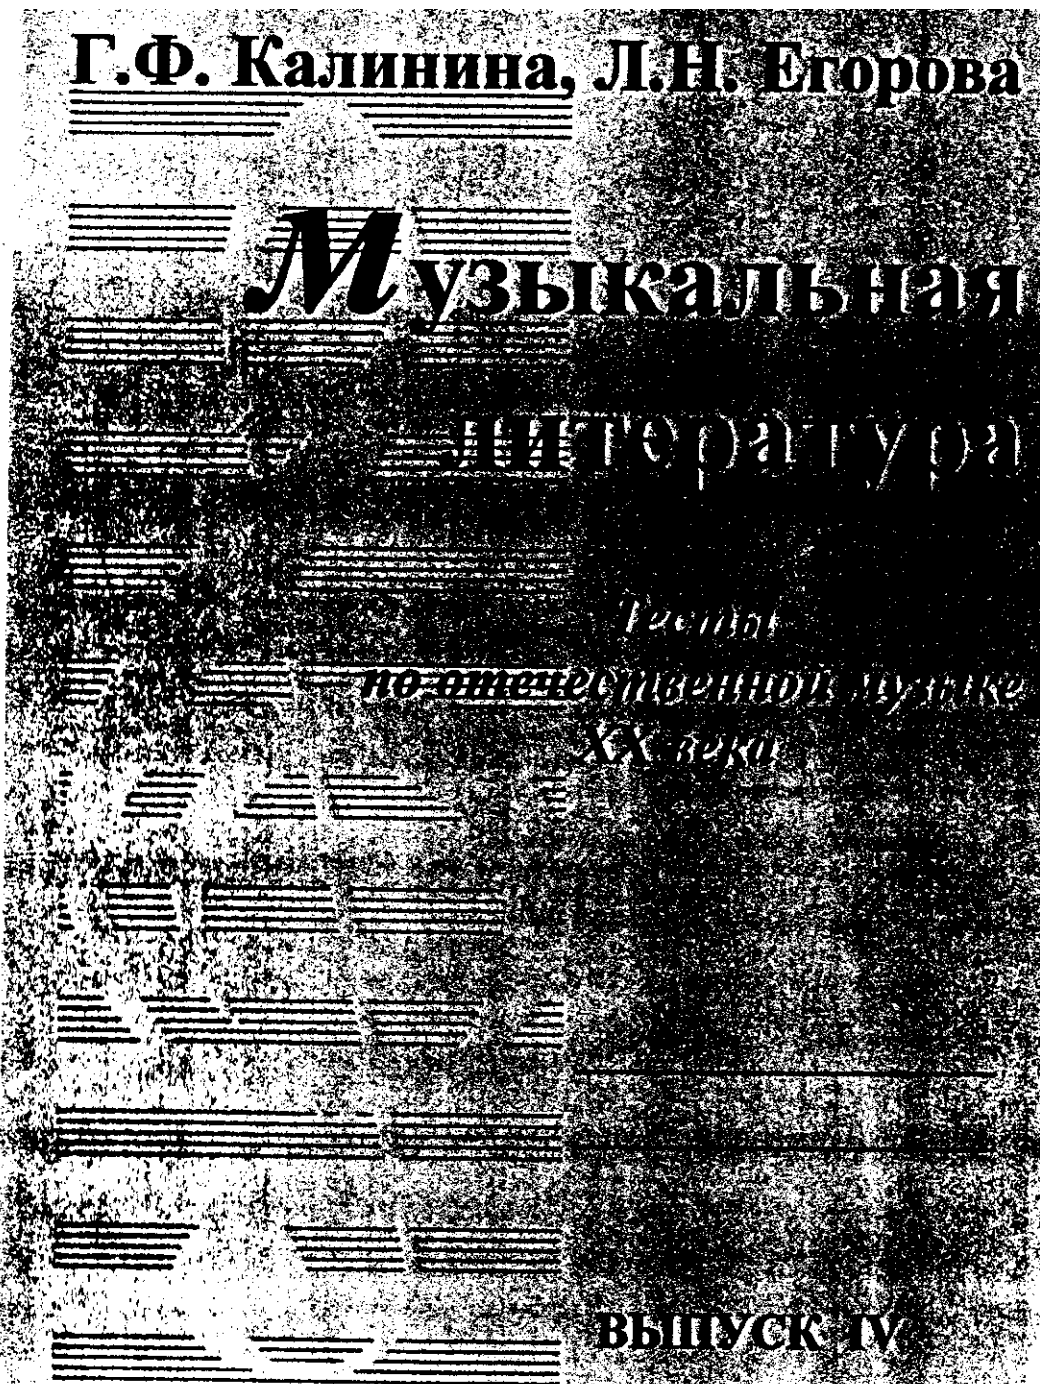 Г.Ф. Калинина, Л.Н. Егорова
Музыкальная
литература
Тесты
по отечественной музыке
XX века
ВЫПУСК IV